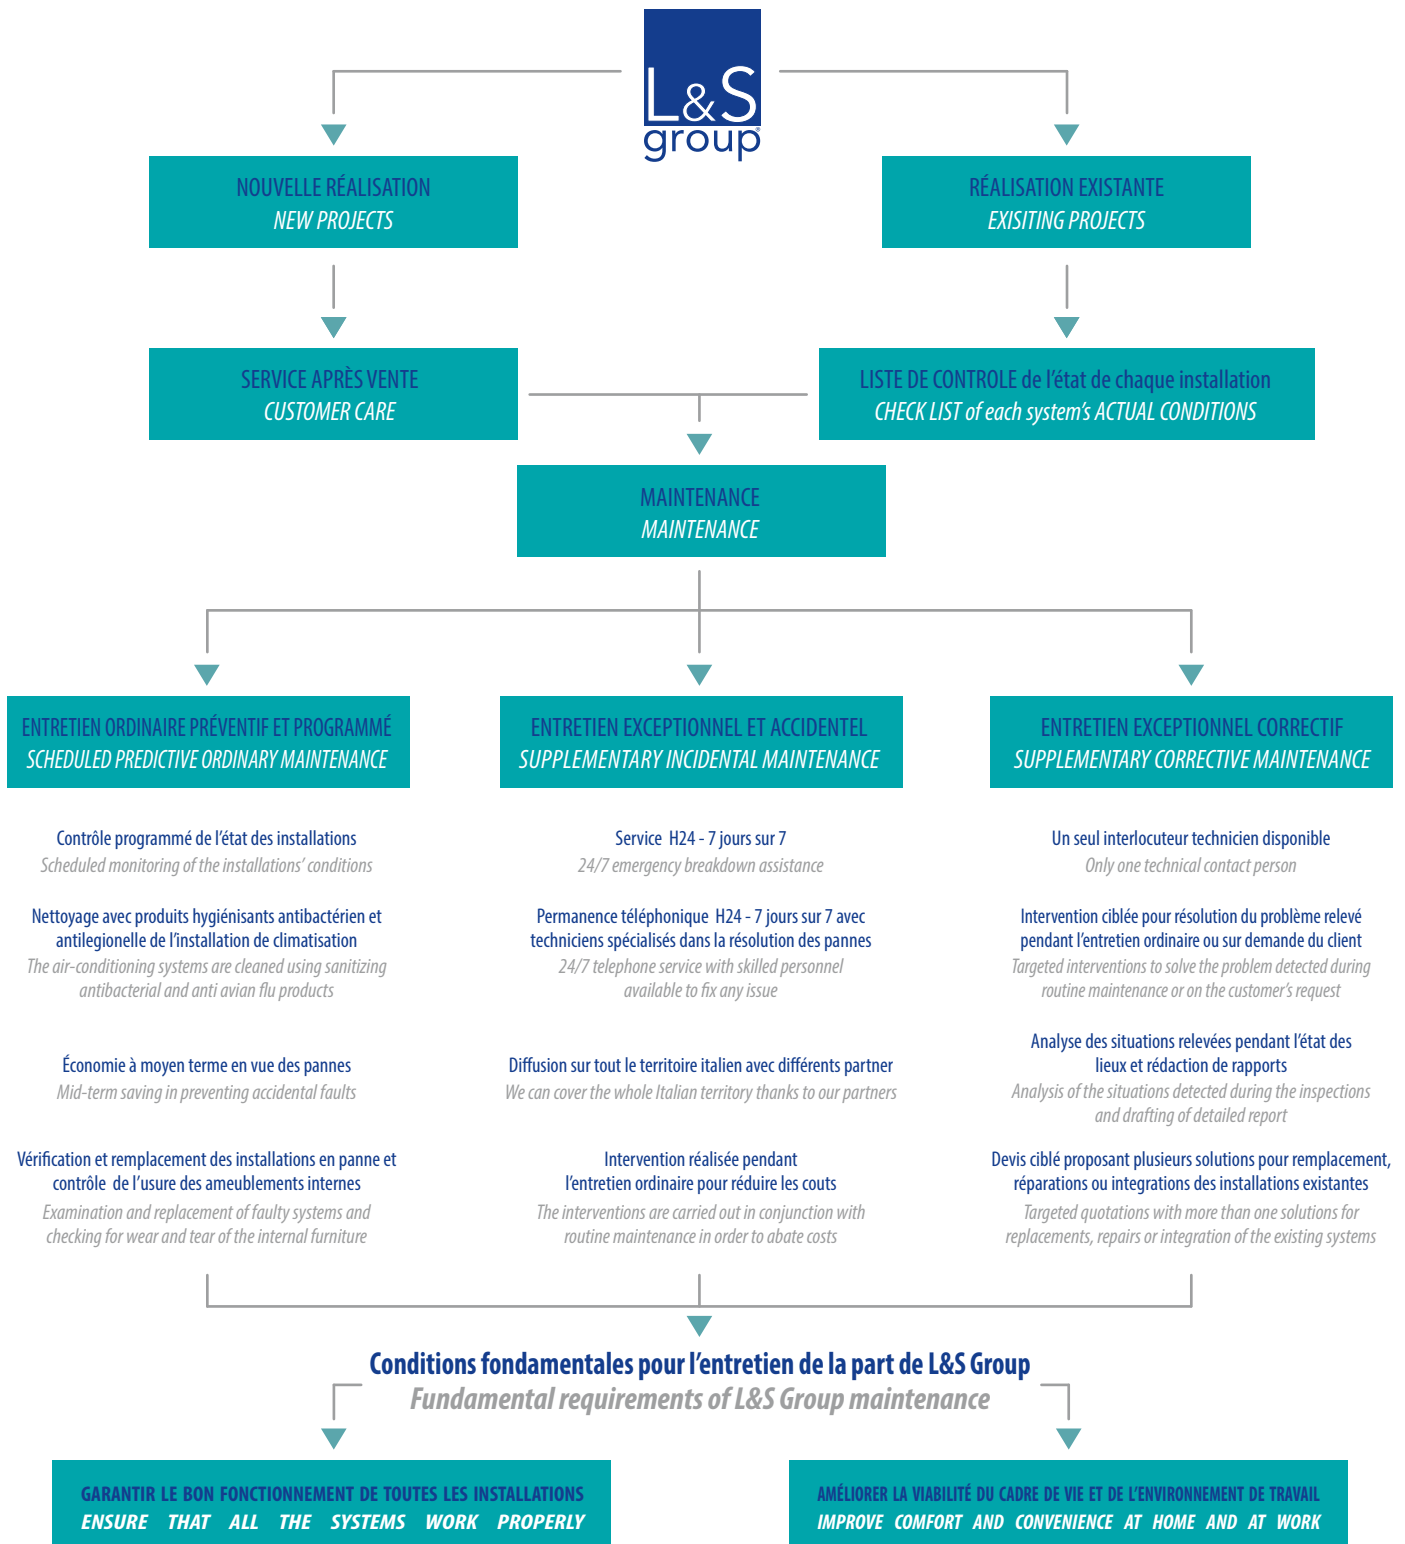 L&S
group®
NOUVELLE RÉALISATION
NEW PROJECTS
RÉALISATION EXISTANTE
EXISITING PROJECTS
SERVICE APRÈS VENTE
CUSTOMER CARE
LISTE DE CONTROLE de l'état de chaque installation
CHECK LIST of each system's ACTUAL CONDITIONS
MAINTENANCE
MAINTENANCE
ENTRETIEN ORDINAIRE PRÉVENTIF ET PROGRAMMÉ
SCHEDULED PREDICTIVE ORDINARY MAINTENANCE
Contrôle programmé de l'état des installations
Scheduled monitoring of the installations' conditions
Nettoyage avec produits hygiénisants antibactérien et
antilegionelle de l'installation de climatisation
The air-conditioning systems are cleaned using sanitizing
antibacterial and anti avian flu products
Économie à moyen terme en vue des pannes
Mid-term saving in preventing accidental faults
Vérification et remplacement des installations en panne et
contrôle de l'usure des ameublements internes
Examination and replacement of faulty systems and
checking for wear and tear of the internal furniture
ENTRETIEN EXCEPTIONNEL ET ACCIDENTEL
SUPPLEMENTARY INCIDENTAL MAINTENANCE
Service H24 - 7 jours sur 7
24/7 emergency breakdown assistance
Permanence téléphonique H24 - 7 jours sur 7 avec
techniciens spécialisés dans la résolution des pannes
24/7 telephone service with skilled personnel
available to fix any issue
Diffusion sur tout le territoire italien avec différents partner
We can cover the whole Italian territory thanks to our partners
Intervention réalisée pendant
l'entretien ordinaire pour réduire les couts
The interventions are carried out in conjunction with
routine maintenance in order to abate costs
ENTRETIEN EXCEPTIONNEL CORRECTIF
SUPPLEMENTARY CORRECTIVE MAINTENANCE
Un seul interlocuteur technicien disponible
Only one technical contact person
Intervention ciblée pour résolution du problème relevé
pendant l'entretien ordinaire ou sur demande du client
Targeted interventions to solve the problem detected during
routine maintenance or on the customer's request
Analyse des situations relevées pendant l'état des
lieux et rédaction de rapports
Analysis of the situations detected during the inspections
and drafting of detailed report
Devis ciblé proposant plusieurs solutions pour remplacement,
réparations ou integrations des installations existantes
Targeted quotations with more than one solutions for
replacements, repairs or integration of the existing systems
Conditions fondamentales pour l'entretien de la part de L&S Group
Fundamental requirements of L&S Group maintenance
GARANTIR LE BON FONCTIONNEMENT DE TOUTES LES INSTALLATIONS
ENSURE THAT ALL THE SYSTEMS WORK PROPERLY
AMÉLIORER LA VIABILITÉ DU CADRE DE VIE ET DE L'ENVIRONNEMENT DE TRAVAIL
IMPROVE COMFORT AND CONVENIENCE AT HOME AND AT WORK